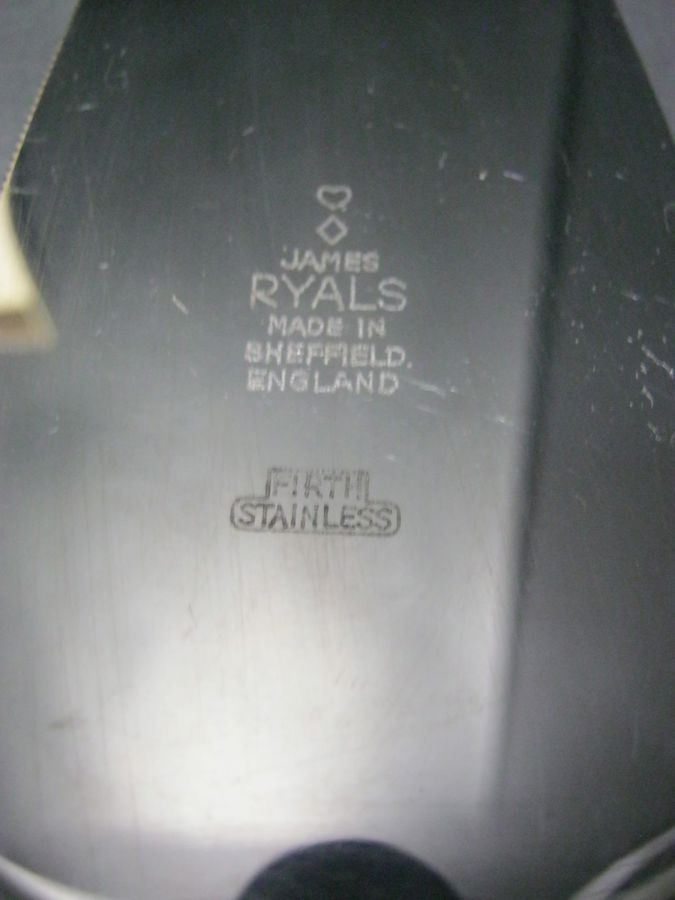 JAMES
RYALS
MADE IN
SHEFFIELD.
ENGLAND
FIRTH
STAINLESS